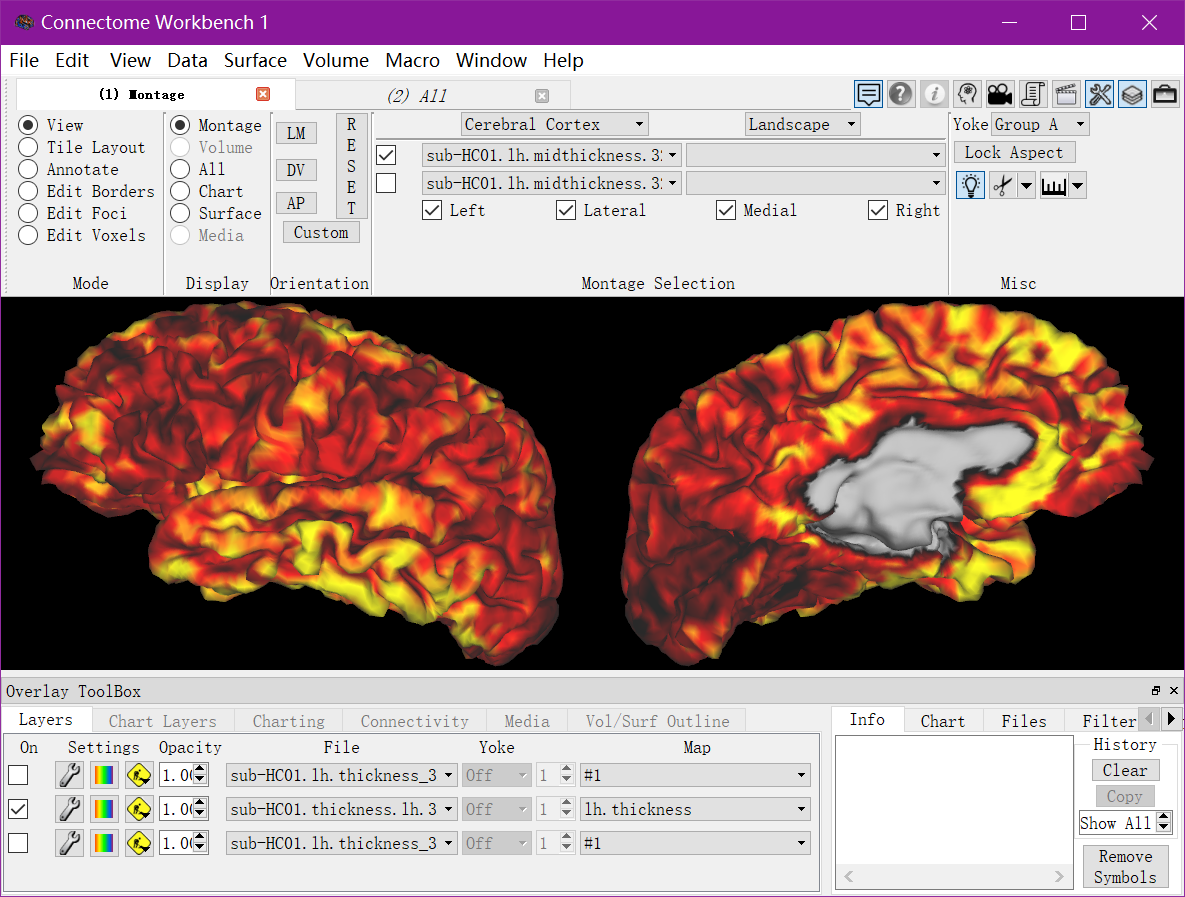 Connectome Workbench 1
File Edit View Data Surface Volume Macro Window Help
(1) Montage
(2) All
View
Tile Layout
Annotate
Edit Borders
Edit Foci
Edit Voxels
Mode
Montage
Volume
All
Chart
Surface
Media
Display
LM
DV
AP
RESET
Custom
Orientation
Cerebral Cortex
Landscape
sub-HC01.lh.midthickness.32
sub-HC01.lh.midthickness.32
Left Lateral Medial Right
Montage Selection
Yoke Group A
Lock Aspect
Misc
Overlay ToolBox
Layers Chart Layers Charting Connectivity Media Vol/Surf Outline
On Settings Opacity File Yoke Map
1.00 sub-HC01.lh.thickness_3 Off 1 #1
1.00 sub-HC01.thickness.lh.3 Off 1 lh.thickness
1.00 sub-HC01.lh.thickness_3 Off 1 #1
Info Chart Files Filter
History
Clear
Copy
Show All
Remove
Symbols